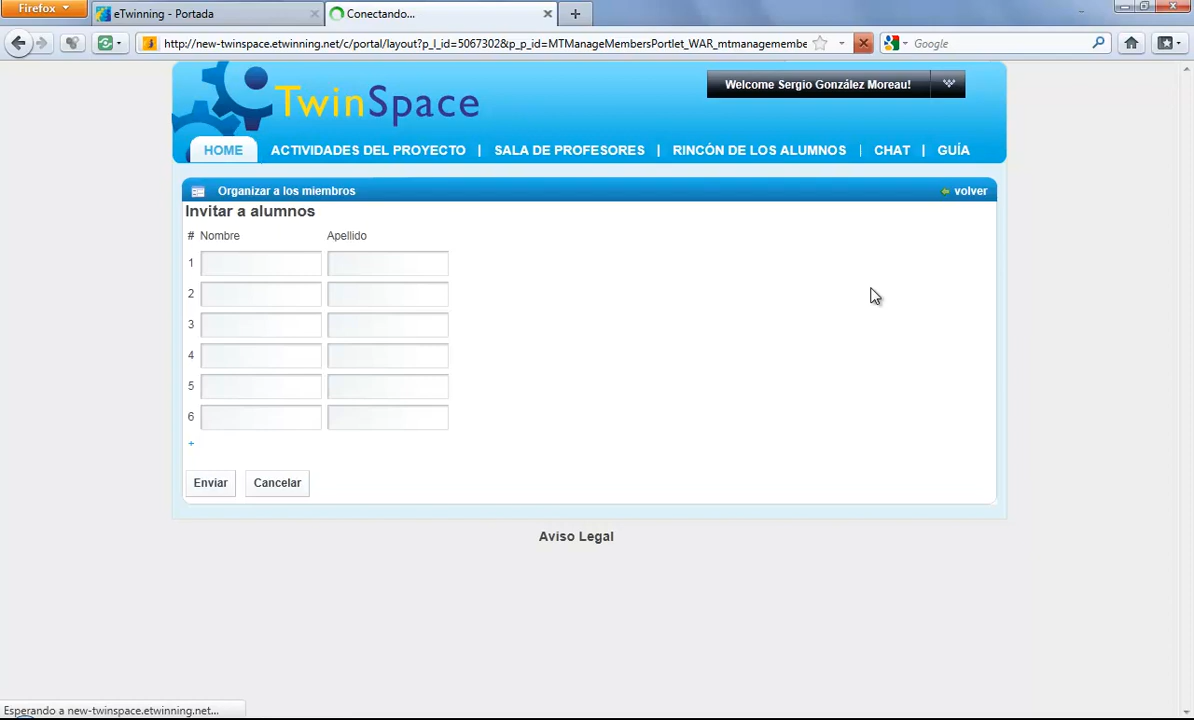 Firefox
eTwinning - Portada
Conectando...
http://new-twinspace.etwinning.net/c/portal/layout?p_l_id=5067302&p_p_id=MTManageMembersPortlet_WAR_mtmanagemembe
Google
TwinSpace
Welcome Sergio González Moreau!
HOME ACTIVIDADES DEL PROYECTO | SALA DE PROFESORES | RINCÓN DE LOS ALUMNOS | CHAT | GUÍA
Organizar a los miembros
volver
Invitar a alumnos
# Nombre Apellido
1
2
3
4
5
6
+
Enviar Cancelar
Aviso Legal
Esperando a new-twinspace.etwinning.net...